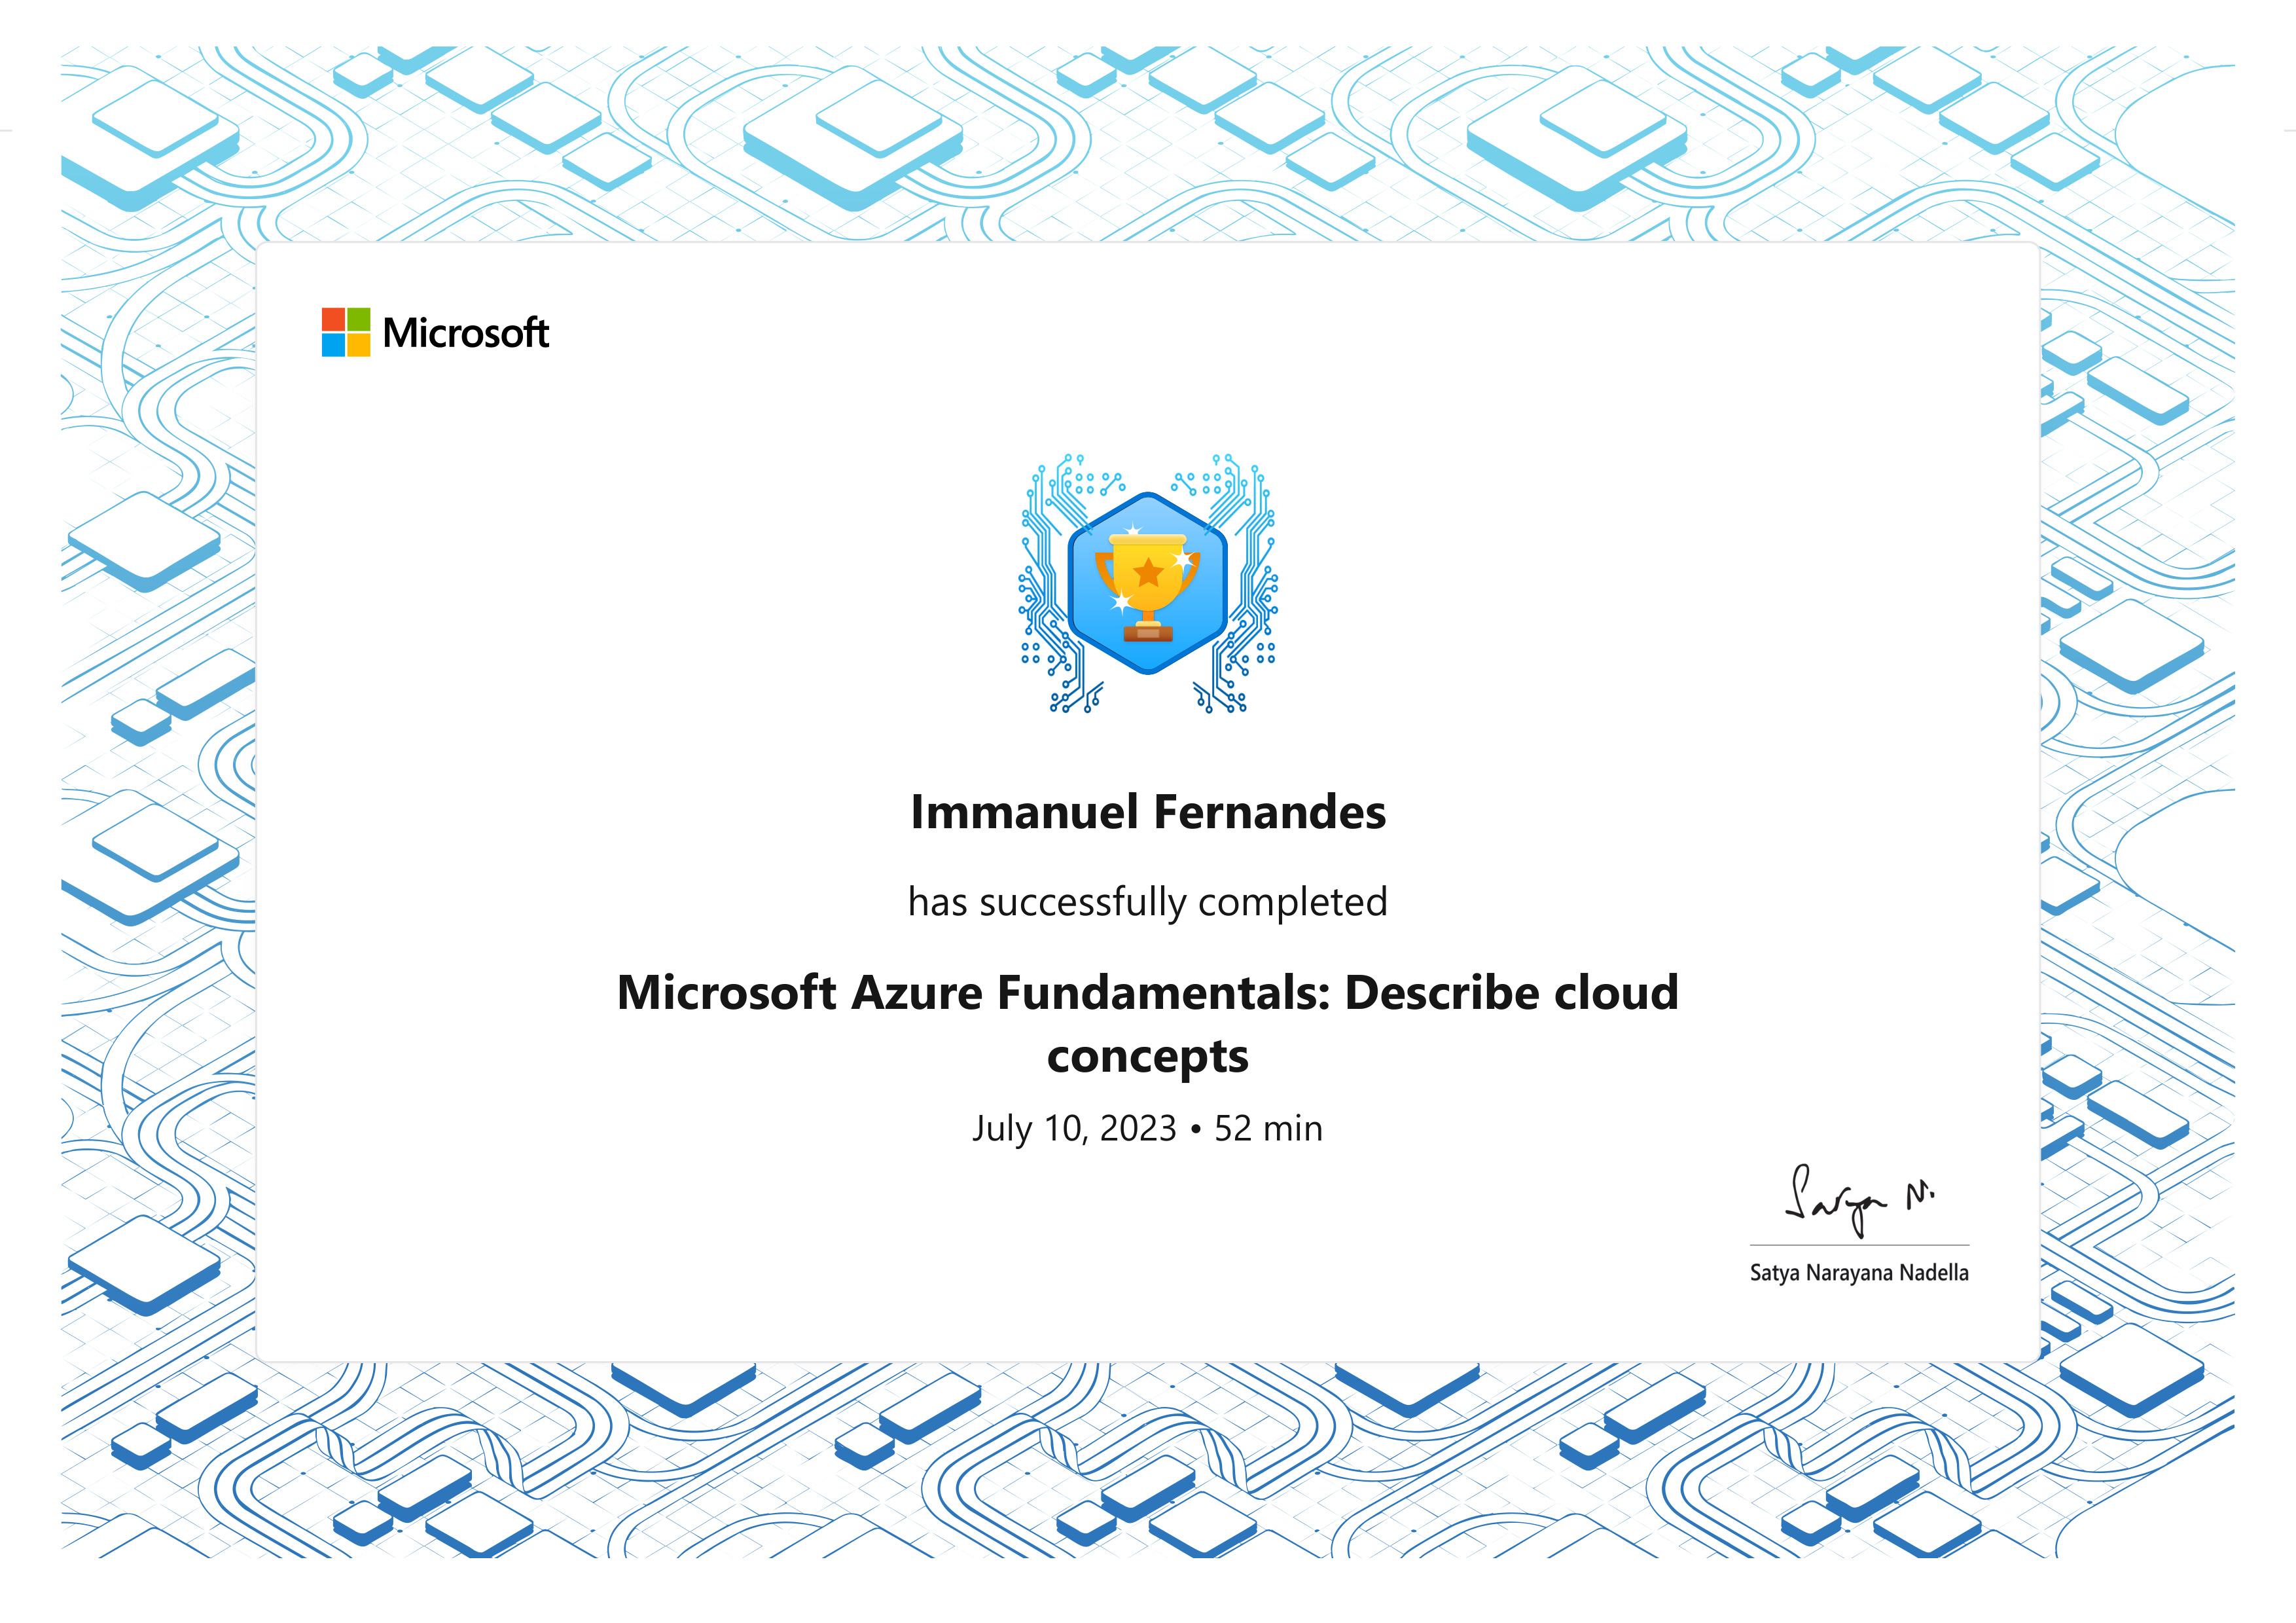 Microsoft
Immanuel Fernandes
has successfully completed
Microsoft Azure Fundamentals: Describe cloud
concepts
July 10, 2023 • 52 min
Satya N.
Satya Narayana Nadella